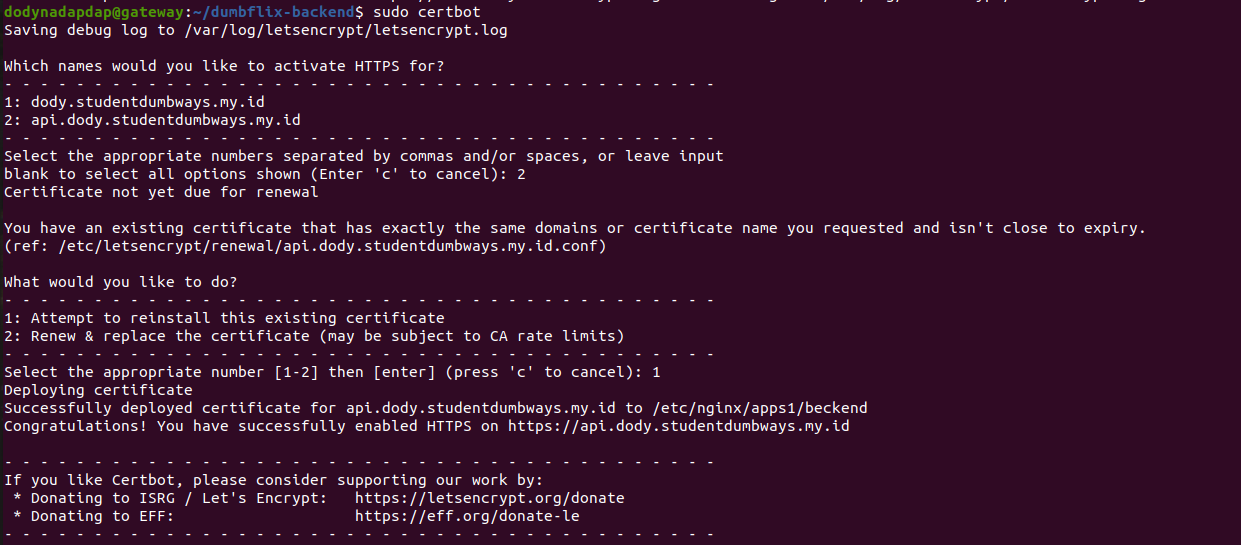 dodynadapdap@gateway:~/dumbflix-backend$ sudo certbot
Saving debug log to /var/log/letsencrypt/letsencrypt.log
Which names would you like to activate HTTPS for?
- - - - - - - - - - - - - - - - - - - - - - - - - - - - - - - - - - - - - - - -
1: dody.studentdumbways.my.id
2: api.dody.studentdumbways.my.id
- - - - - - - - - - - - - - - - - - - - - - - - - - - - - - - - - - - - - - - -
Select the appropriate numbers separated by commas and/or spaces, or leave input
blank to select all options shown (Enter 'c' to cancel): 2
Certificate not yet due for renewal
You have an existing certificate that has exactly the same domains or certificate name you requested and isn't close to expiry.
(ref: /etc/letsencrypt/renewal/api.dody.studentdumbways.my.id.conf)
What would you like to do?
- - - - - - - - - - - - - - - - - - - - - - - - - - - - - - - - - - - - - - - -
1: Attempt to reinstall this existing certificate
2: Renew & replace the certificate (may be subject to CA rate limits)
- - - - - - - - - - - - - - - - - - - - - - - - - - - - - - - - - - - - - - - -
Select the appropriate number [1-2] then [enter] (press 'c' to cancel): 1
Deploying certificate
Successfully deployed certificate for api.dody.studentdumbways.my.id to /etc/nginx/apps1/beckend
Congratulations! You have successfully enabled HTTPS on https://api.dody.studentdumbways.my.id
- - - - - - - - - - - - - - - - - - - - - - - - - - - - - - - - - - - - - - - -
If you like Certbot, please consider supporting our work by:
* Donating to ISRG / Let's Encrypt: https://letsencrypt.org/donate
* Donating to EFF: https://eff.org/donate-le
- - - - - - - - - - - - - - - - - - - - - - - - - - - - - - - - - - - - - - - -